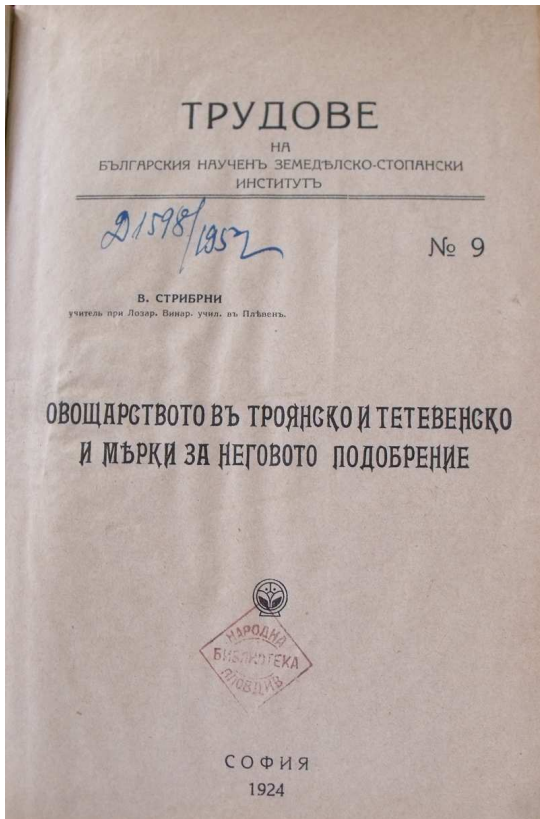 ТРУДОВЕ
НА
БЪЛГАРСКИЯ НАУЧЕНЪ ЗЕМЕДѢЛСКО-СТОПАНСКИ
ИНСТИТУТЪ
Д1598/1952
№ 9
В. СТРИБРНИ
учитель при Лозар. Винар. учил. въ Плѣвенъ.
ОВОЩАРСТВОТО ВЪ ТРОЯНСКО И ТЕТЕВЕНСКО
И МѢРКИ ЗА НЕГОВОТО ПОДОБРЕНИЕ
НАРОДНА
БИБЛИОТЕКА
ПЛОВДИВ
СОФИЯ
1924